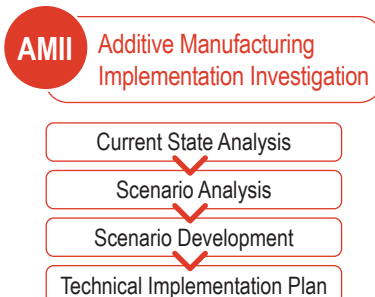 AMII
Additive Manufacturing
Implementation Investigation
Current State Analysis
Scenario Analysis
Scenario Development
Technical Implementation Plan